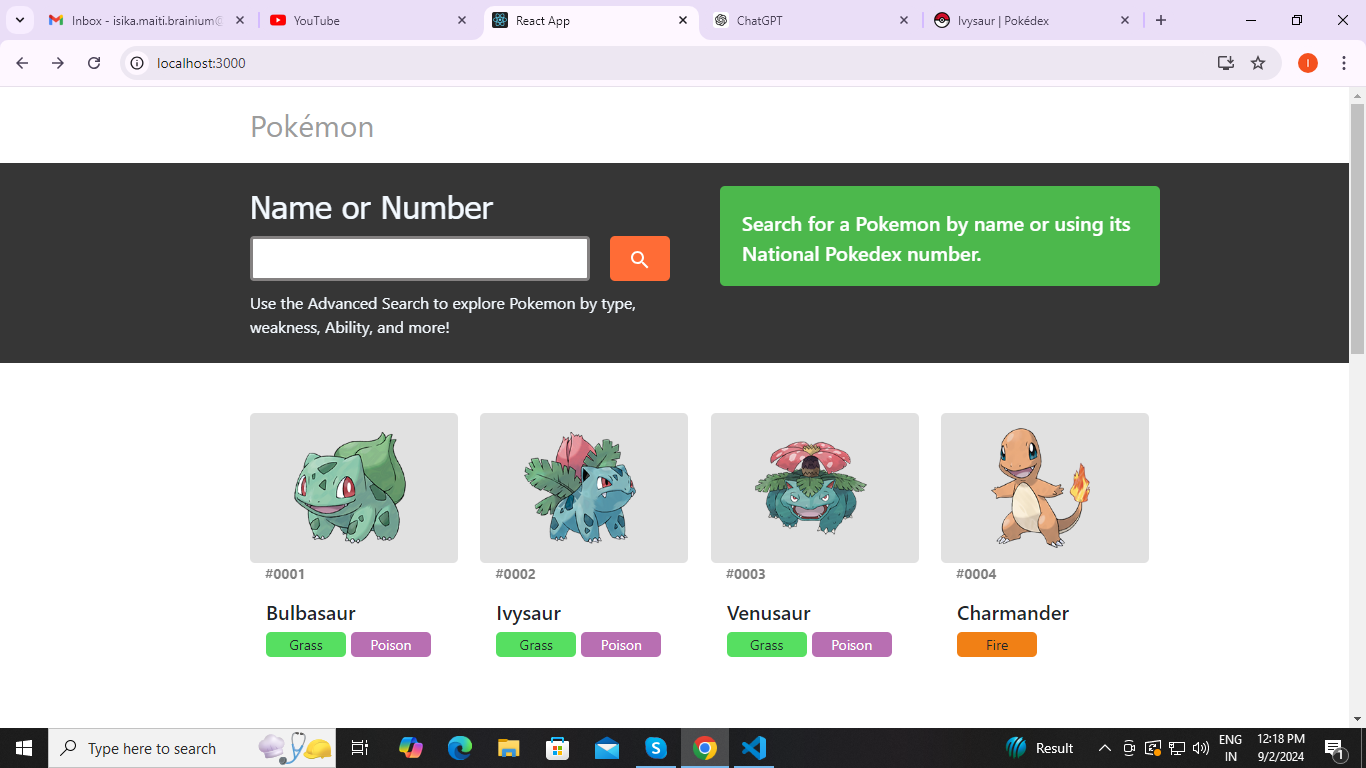 Inbox - isika.maiti.brainium@
YouTube
React App
ChatGPT
Ivysaur | Pokédex
localhost:3000
I
Pokémon
Name or Number
Search for a Pokemon by name or using its
National Pokedex number.
Use the Advanced Search to explore Pokemon by type,
weakness, Ability, and more!
#0001
#0002
#0003
#0004
Bulbasaur
Ivysaur
Venusaur
Charmander
Grass
Poison
Grass
Poison
Grass
Poison
Fire
Type here to search
Result
ENG
IN
12:18 PM
9/2/2024
1